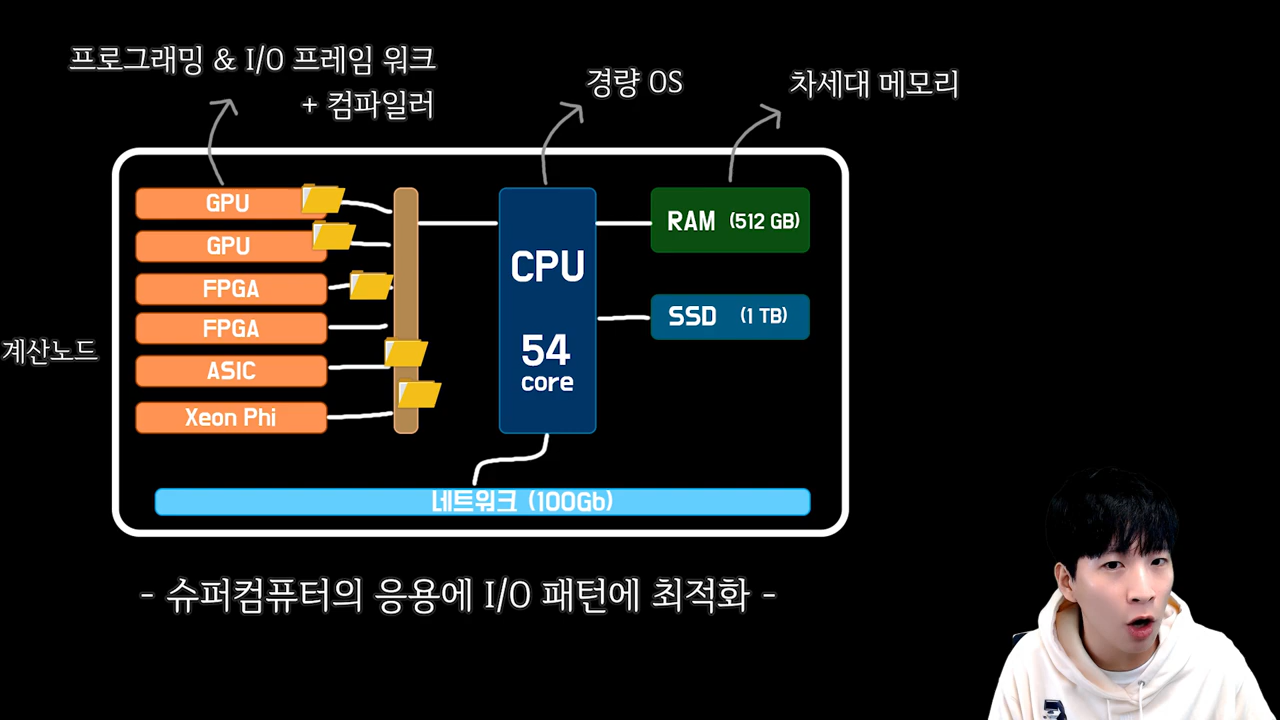 프로그래밍 & I/O 프레임 워크
+ 컴파일러
경량 OS
차세대 메모리
GPU
GPU
FPGA
FPGA
ASIC
Xeon Phi
CPU
54
core
RAM (512 GB)
SSD (1 TB)
계산노드
네트워크 (100Gb)
- 슈퍼컴퓨터의 응용에 I/O 패턴에 최적화 -